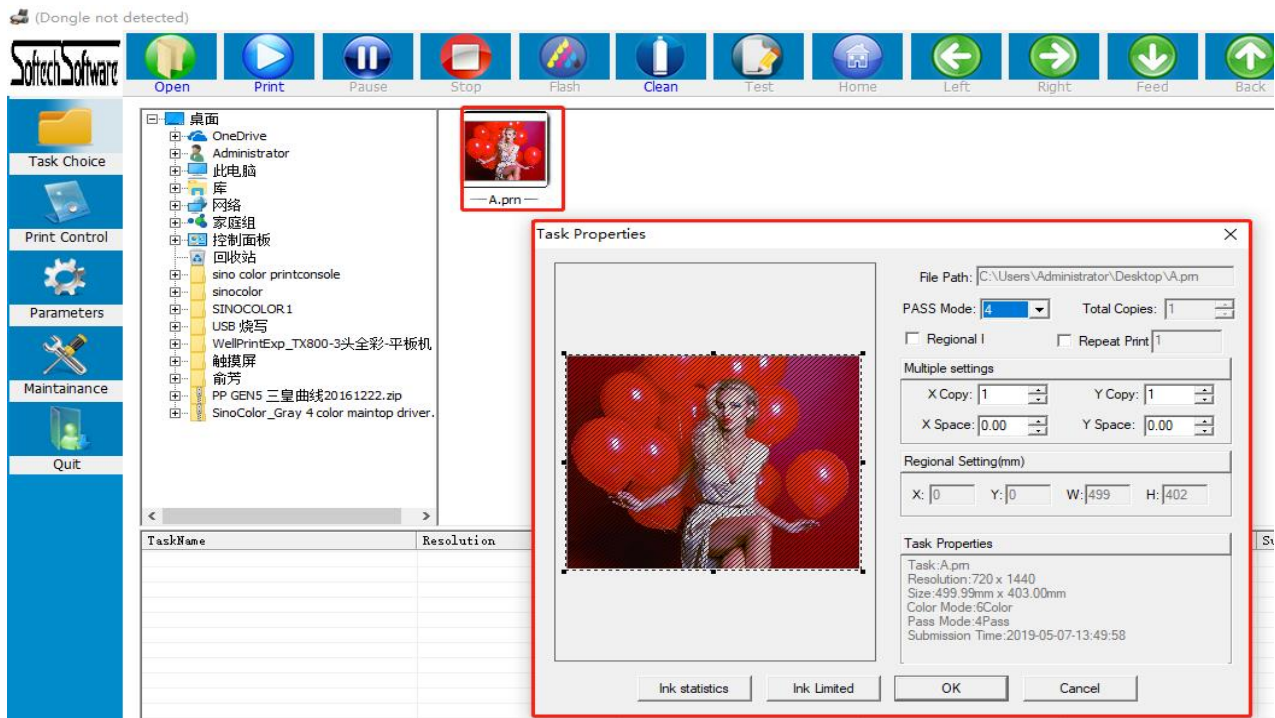 (Dongle not detected)
Softech Software
Open Print Pause Stop Flash Clean Test Home Left Right Feed Back
Task Choice
Print Control
Parameters
Maintainance
Quit
桌面
OneDrive
Administrator
此电脑
库
网络
家庭组
控制面板
回收站
sino color printconsole
sinocolor
SINOCOLOR1
USB 烧写
WellPrintExp_TX800-3头全彩-平板机
触摸屏
俞芳
PP GEN5 三皇曲线20161222.zip
SinoColor_Gray 4 color maintop driver.
A.prn
TaskName Resolution
Task Properties
File Path: C:\Users\Administrator\Desktop\A.prn
PASS Mode: 4 Total Copies: 1
Regional I Repeat Print 1
Multiple settings
X Copy: 1 Y Copy: 1
X Space: 0.00 Y Space: 0.00
Regional Setting(mm)
X: 0 Y: 0 W: 499 H: 402
Task Properties
Task:A.prn
Resolution:720 x 1440
Size:499.99mm x 403.00mm
Color Mode:6Color
Pass Mode:4Pass
Submission Time:2019-05-07-13:49:58
Ink statistics Ink Limited OK Cancel